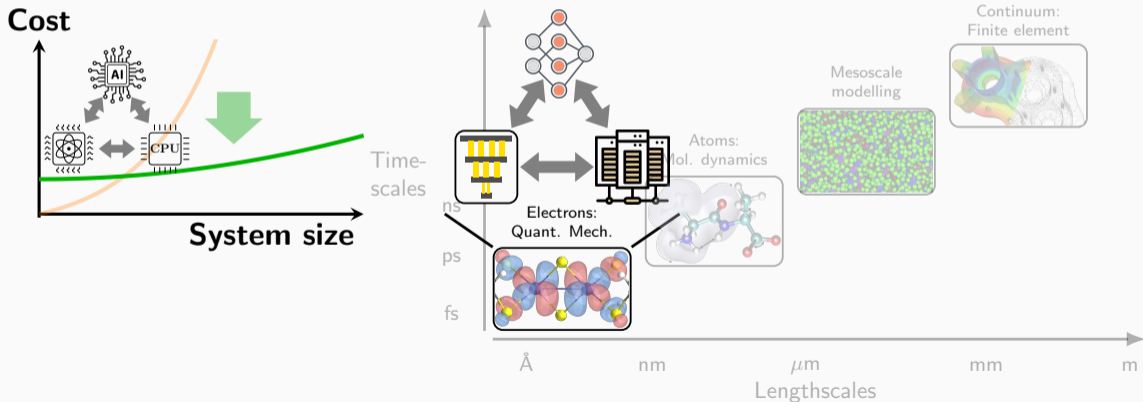 Cost
AI
CPU
System size
Time-
scales
ns
ps
fs
Electrons:
Quant. Mech.
Atoms:
Mol. dynamics
Mesoscale
modelling
Continuum:
Finite element
Å
nm
μm
mm
m
Lengthscales